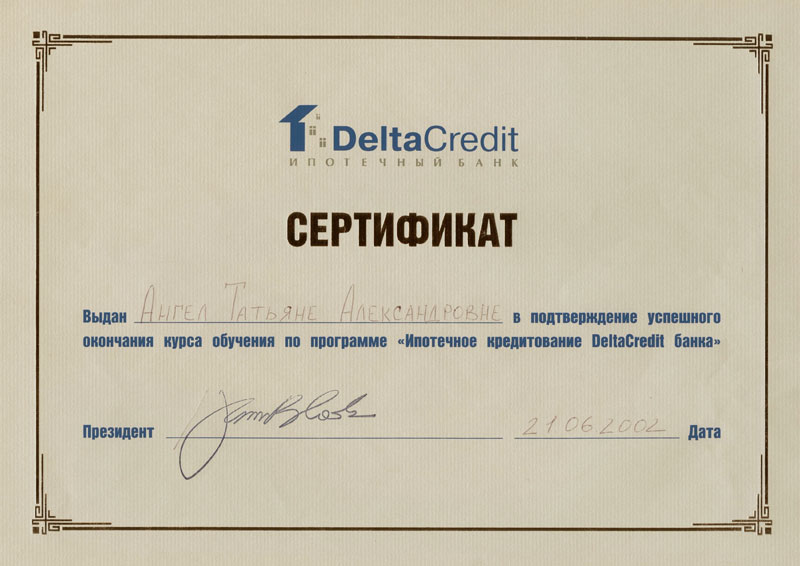 DeltaCredit
ИПОТЕЧНЫЙ БАНК
СЕРТИФИКАТ
Выдан Ангел Татьяне Александровне в подтверждение успешного
окончания курса обучения по программе «Ипотечное кредитование DeltaCredit банка»
Президент 21.06.2002 Дата